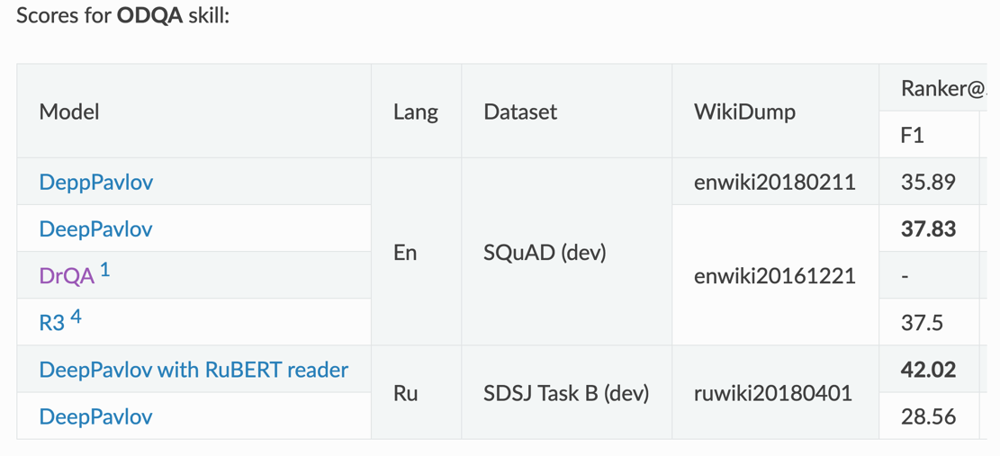 Scores for ODQA skill:
Model Lang Dataset WikiDump Ranker@
F1
DeppPavlov enwiki20180211 35.89
DeepPavlov 37.83
En SQuAD (dev)
DrQA 1 enwiki20161221 -
R3 4 37.5
DeepPavlov with RuBERT reader 42.02
Ru SDSJ Task B (dev) ruwiki20180401
DeepPavlov 28.56